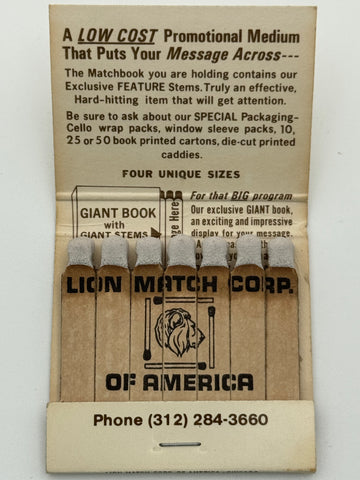 A LOW COST Promotional Medium
That Puts Your Message Across---
The Matchbook you are holding contains our
Exclusive FEATURE Stems. Truly an effective,
Hard-hitting item that will get attention.
Be sure to ask about our SPECIAL Packaging-
Cello wrap packs, window sleeve packs, 10,
25 or 50 book printed cartons, die-cut printed
caddies.
FOUR UNIQUE SIZES
GIANT BOOK
with
GIANT STEMS
Here
For that BIG program
Our exclusive GIANT book,
an exciting and impressive
display for your message.
LION MATCH CORP.
OF AMERICA
Phone (312) 284-3660